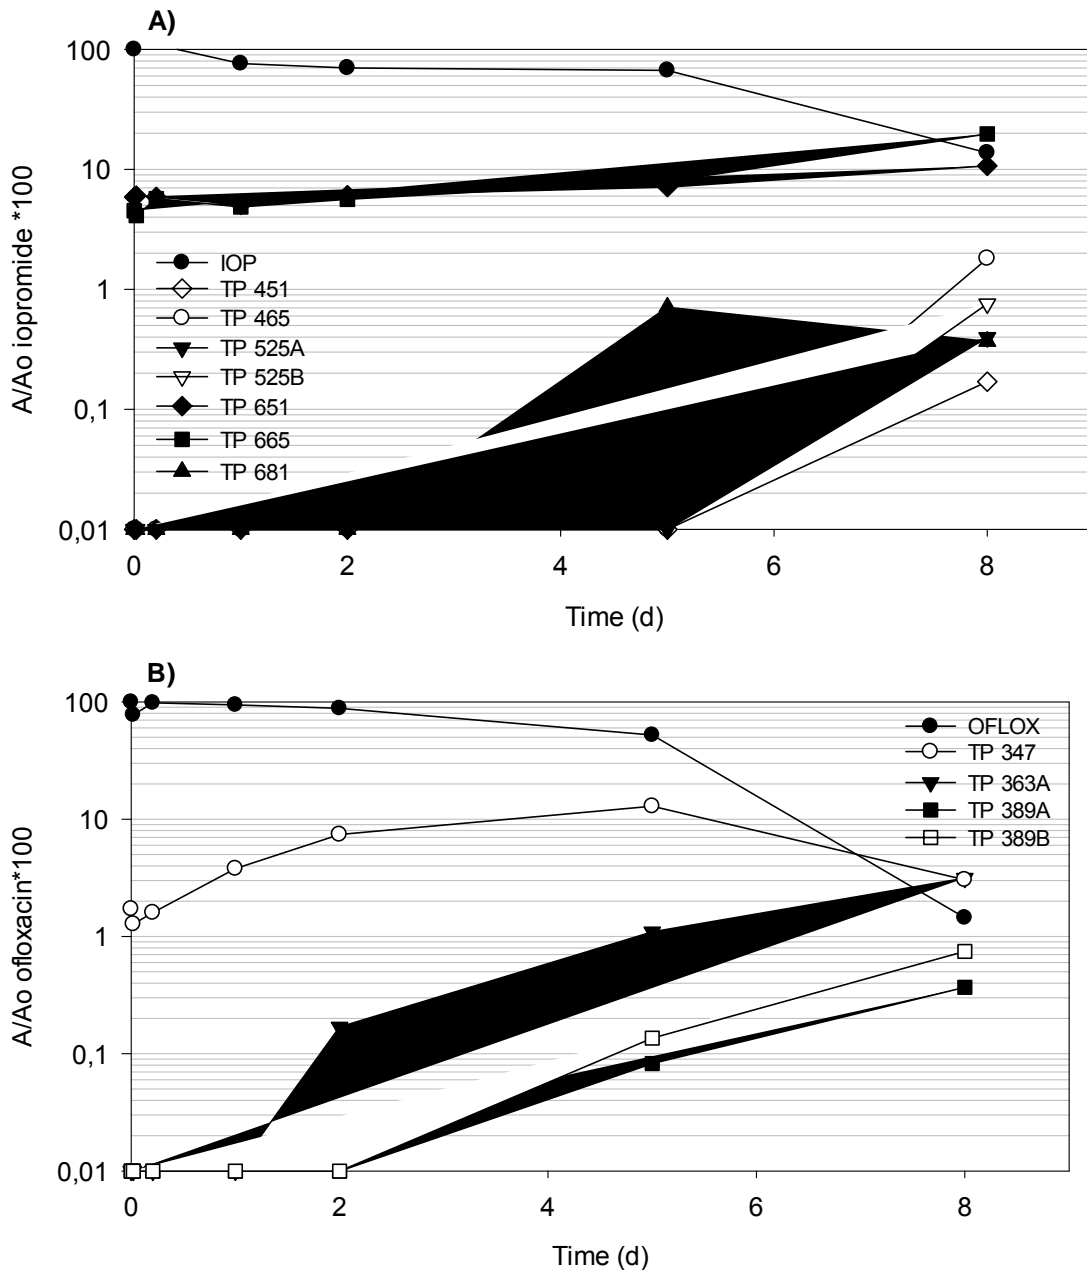 A)
100
10
1
0,1
0,01
A/Ao iopromide *100
IOP
TP 451
TP 465
TP 525A
TP 525B
TP 651
TP 665
TP 681
0 2 4 6 8
Time (d)
B)
100
10
1
0,1
0,01
A/Ao ofloxacin*100
OFLOX
TP 347
TP 363A
TP 389A
TP 389B
0 2 4 6 8
Time (d)